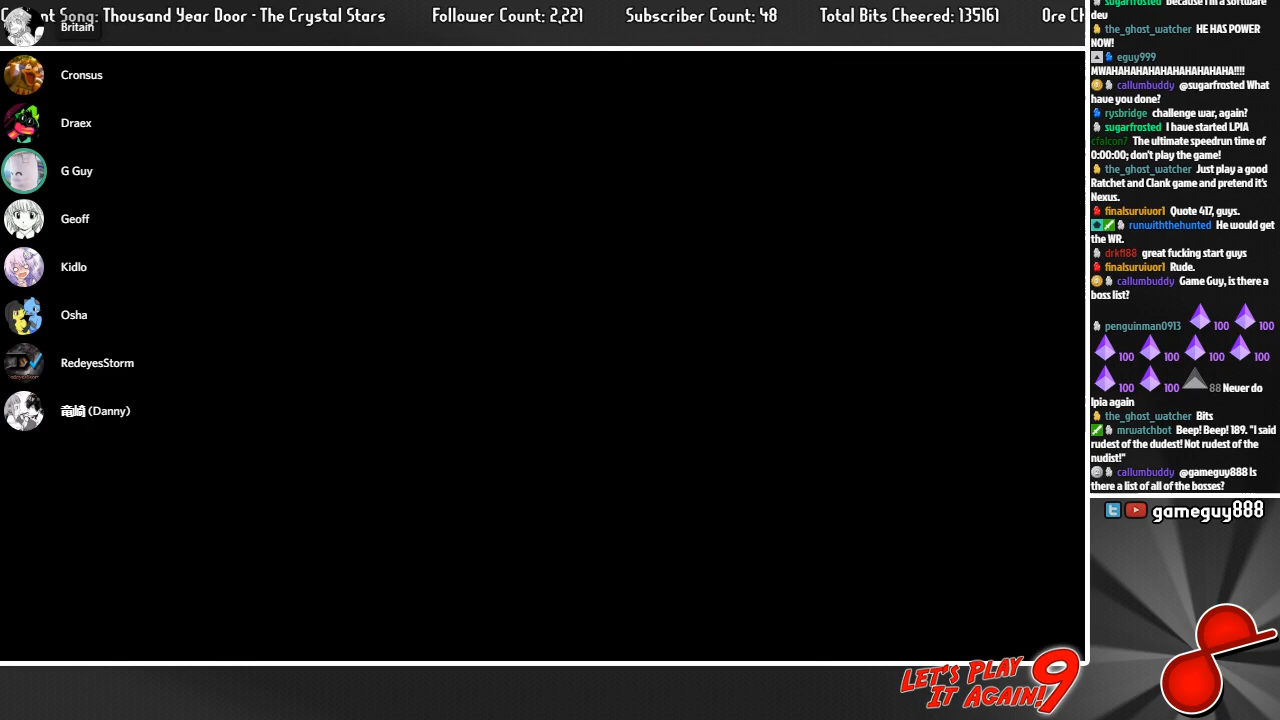 nt Song: Thousand Year Door - The Crystal Stars Follower Count: 2,221 Subscriber Count: 48 Total Bits Cheered: 135161 Ore Ch
Britain
Cronsus
Draex
G Guy
Geoff
Kidlo
Osha
RedeyesStorm
竜崎 (Danny)
sugarfrosted because I'm a software
dev
the_ghost_watcher HE HAS POWER
NOW!
eguy999
MWAHAHAHAHAHAHAHAHAHA!!!!
callumbuddy @sugarfrosted What
have you done?
rysbridge challenge war, again?
sugarfrosted I have started LPIA
cfalcon7 The ultimate speedrun time of
0:00:00; don't play the game!
the_ghost_watcher Just play a good
Ratchet and Clank game and pretend it's
Nexus.
finalsurvivor1 Quote 417, guys.
runwiththehunted He would get
the WR.
drkfl88 great fucking start guys
finalsurvivor1 Rude.
callumbuddy Game Guy, is there a
boss list?
penguinman0913 100 100
100 100 100 100
100 100 88 Never do
lpia again
the_ghost_watcher Bits
mrwatchbot Beep! Beep! 189. "I said
rudest of the dudest! Not rudest of the
nudist!"
callumbuddy @gameguy888 Is
there a list of all of the bosses?
gameguy888
LET'S PLAY
IT AGAIN! 9